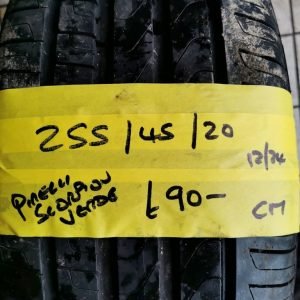 255/45/20
12/24
PIRELLI
SCORPION
VERDE
£90-
CM